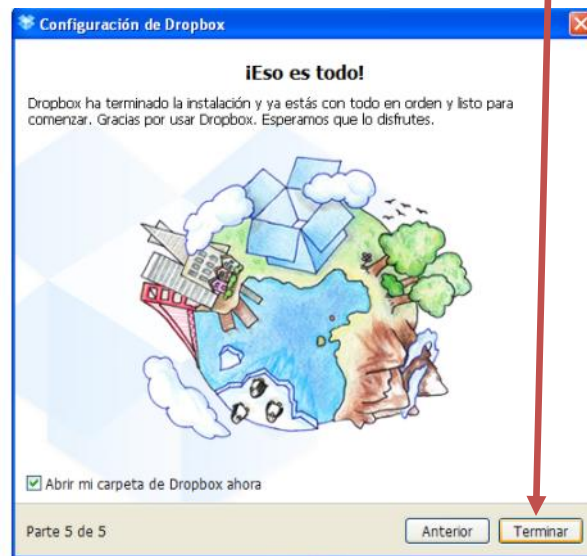 Configuración de Dropbox
¡Eso es todo!
Dropbox ha terminado la instalación y ya estás con todo en orden y listo para
comenzar. Gracias por usar Dropbox. Esperamos que lo disfrutes.
Abrir mi carpeta de Dropbox ahora
Parte 5 de 5
Anterior
Terminar